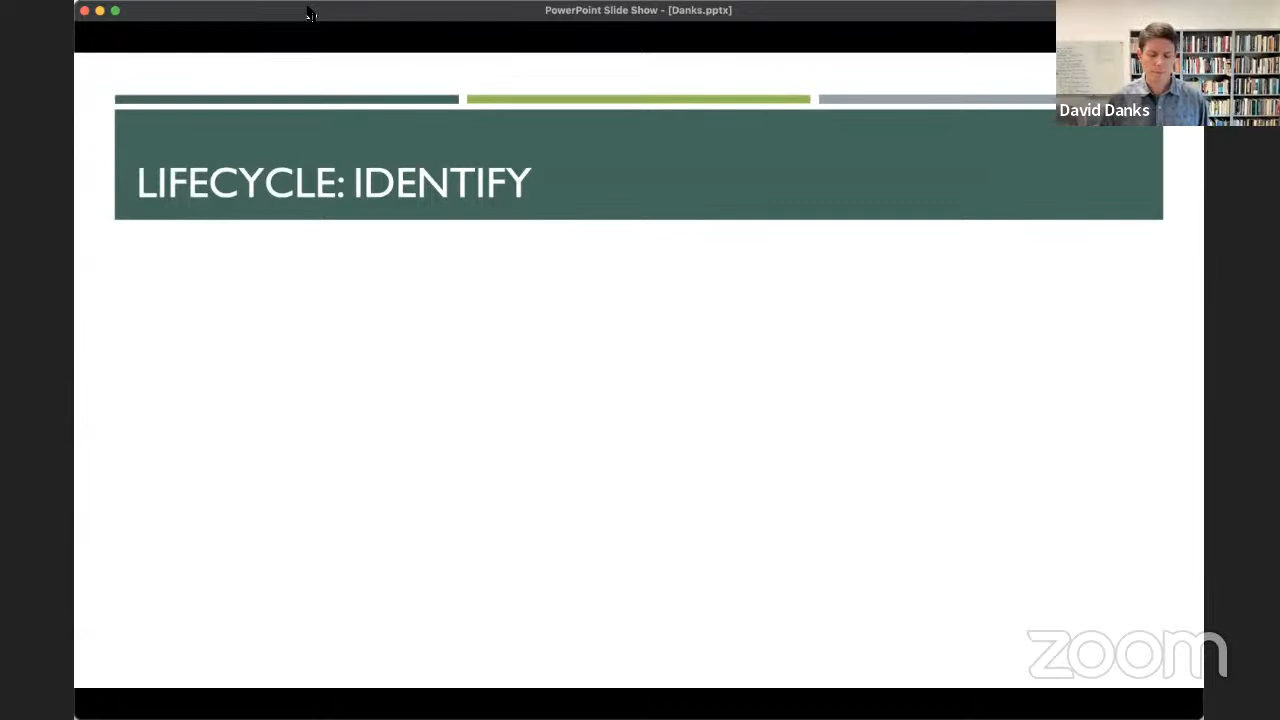 PowerPoint Slide Show - [Danks.pptx]
David Danks
LIFECYCLE: IDENTIFY
zoom